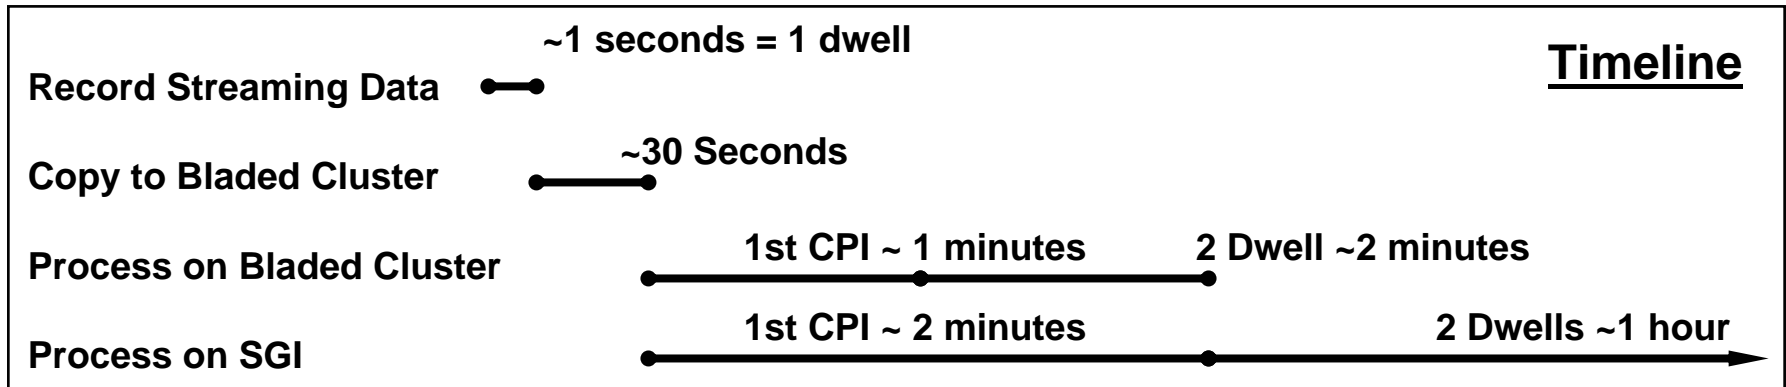 ~1 seconds = 1 dwell
Timeline
Record Streaming Data
~30 Seconds
Copy to Bladed Cluster
1st CPI ~ 1 minutes
2 Dwell ~2 minutes
Process on Bladed Cluster
1st CPI ~ 2 minutes
2 Dwells ~1 hour
Process on SGI